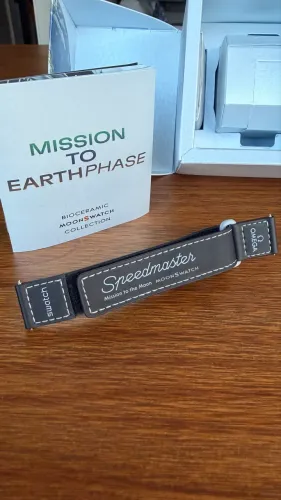 MISSION
TO
EARTHPHASE
BIOCERAMIC
MOONSWATCH
COLLECTION
swatch
Speedmaster
Mission to the Moon MOONSWATCH
Ω
OMEGA